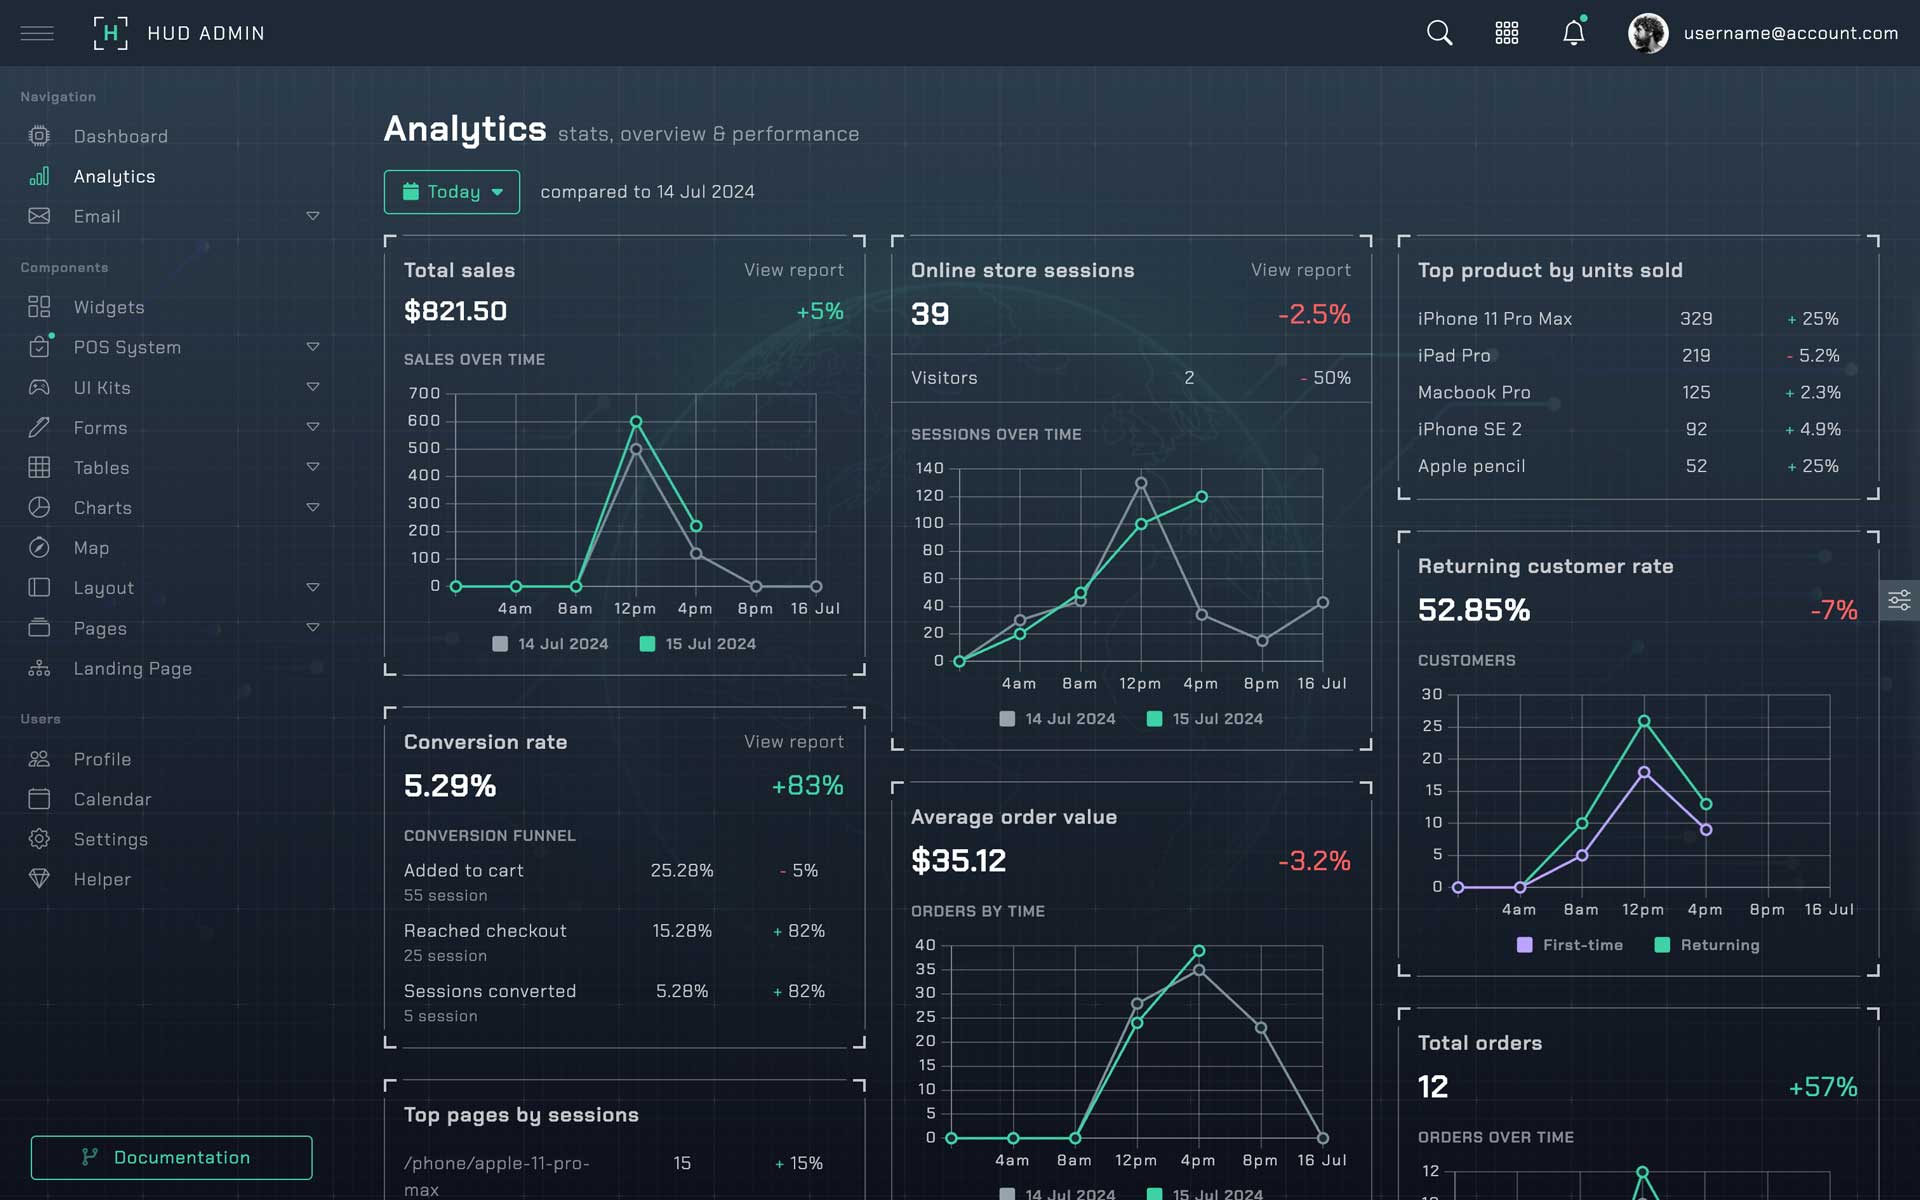 H HUD ADMIN
username@account.com
Navigation
Dashboard
Analytics
Email
Components
Widgets
POS System
UI Kits
Forms
Tables
Charts
Map
Layout
Pages
Landing Page
Users
Profile
Calendar
Settings
Helper
Documentation
Analytics stats, overview & performance
Today compared to 14 Jul 2024
Total sales View report
$821.50 +5%
SALES OVER TIME
700
600
500
400
300
200
100
0
4am 8am 12pm 4pm 8pm 16 Jul
14 Jul 2024 15 Jul 2024
Conversion rate View report
5.29% +83%
CONVERSION FUNNEL
Added to cart 25.28% - 5%
55 session
Reached checkout 15.28% + 82%
25 session
Sessions converted 5.28% + 82%
5 session
Top pages by sessions
/phone/apple-11-pro- 15 + 15%
max
Online store sessions View report
39 -2.5%
Visitors 2 - 50%
SESSIONS OVER TIME
140
120
100
80
60
40
20
0
4am 8am 12pm 4pm 8pm 16 Jul
14 Jul 2024 15 Jul 2024
Average order value
$35.12 -3.2%
ORDERS BY TIME
40
35
30
25
20
15
10
5
0
4am 8am 12pm 4pm 8pm 16 Jul
14 Jul 2024 15 Jul 2024
Top product by units sold
iPhone 11 Pro Max 329 + 25%
iPad Pro 219 - 5.2%
Macbook Pro 125 + 2.3%
iPhone SE 2 92 + 4.9%
Apple pencil 52 + 25%
Returning customer rate
52.85% -7%
CUSTOMERS
30
25
20
15
10
5
0
4am 8am 12pm 4pm 8pm 16 Jul
First-time Returning
Total orders
12 +57%
ORDERS OVER TIME
12
10